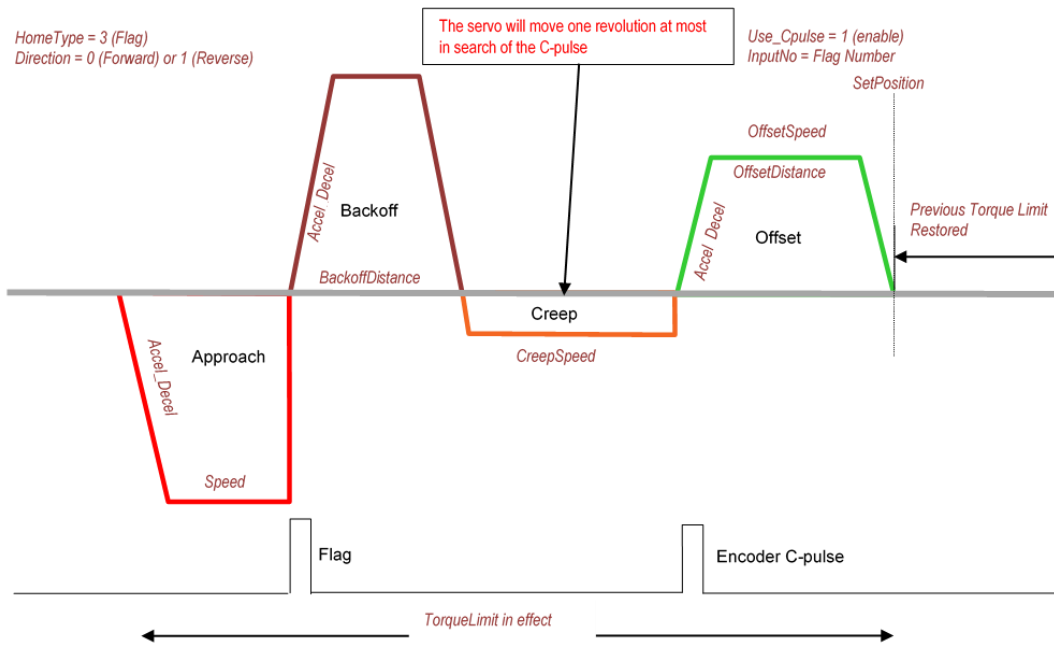 HomeType = 3 (Flag)
Direction = 0 (Forward) or 1 (Reverse)
The servo will move one revolution at most
in search of the C-pulse
Use_Cpulse = 1 (enable)
InputNo = Flag Number
SetPosition
OffsetSpeed
OffsetDistance
Accel_Decel
Backoff
BackoffDistance
Accel_Decel
Offset
Previous Torque Limit
Restored
Creep
CreepSpeed
Accel_Decel
Approach
Speed
Flag
Encoder C-pulse
TorqueLimit in effect